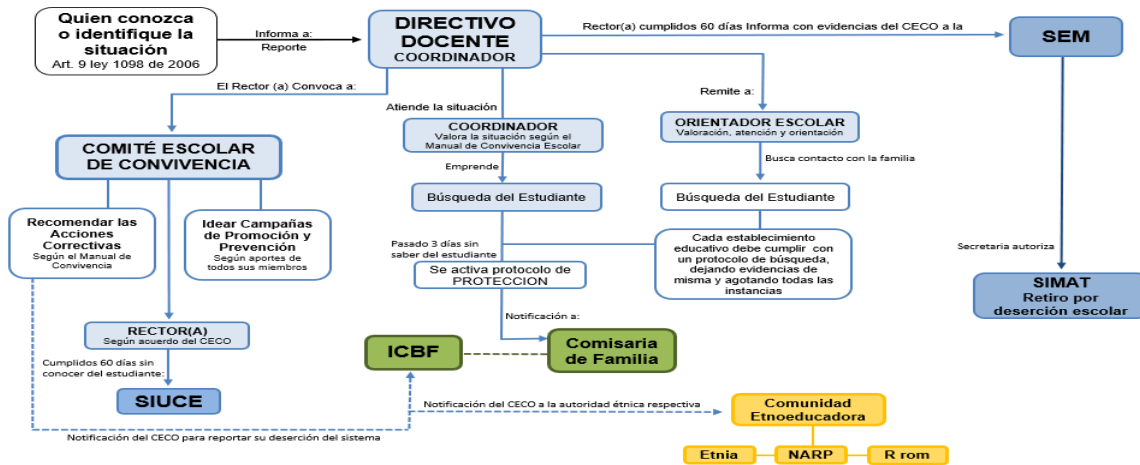 Quien conozca
o identifique la
situación
Art. 9 ley 1098 de 2006
Informa a:
Reporte
DIRECTIVO
DOCENTE
COORDINADOR
Rector(a) cumplidos 60 días Informa con evidencias del CECO a la
SEM
El Rector (a) Convoca a:
Atiende la situación
Remite a:
COMITÉ ESCOLAR
DE CONVIVENCIA
COORDINADOR
Valora la situación según el
Manual de Convivencia Escolar
ORIENTADOR ESCOLAR
Valoración, atención y orientación
Emprende
Busca contacto con la familia
Búsqueda del Estudiante
Búsqueda del Estudiante
Recomendar las
Acciones
Correctivas
Según el Manual de
Convivencia
Idear Campañas
de Promoción y
Prevención
Según aportes de
todos sus miembros
Pasado 3 días sin
saber del estudiante
Cada establecimiento
educativo debe cumplir con
un protocolo de búsqueda,
dejando evidencias de
misma y agotando todas las
instancias
Secretaria autoriza
Se activa protocolo de
PROTECCION
SIMAT
Retiro por
deserción escolar
Notificación a:
RECTOR(A)
Según acuerdo del CECO
ICBF
Comisaria
de Familia
Cumplidos 60 días sin
conocer del estudiante:
SIUCE
Notificación del CECO a la autoridad étnica respectiva
Comunidad
Etnoeducadora
Notificación del CECO para reportar su deserción del sistema
Etnia
NARP
R rom